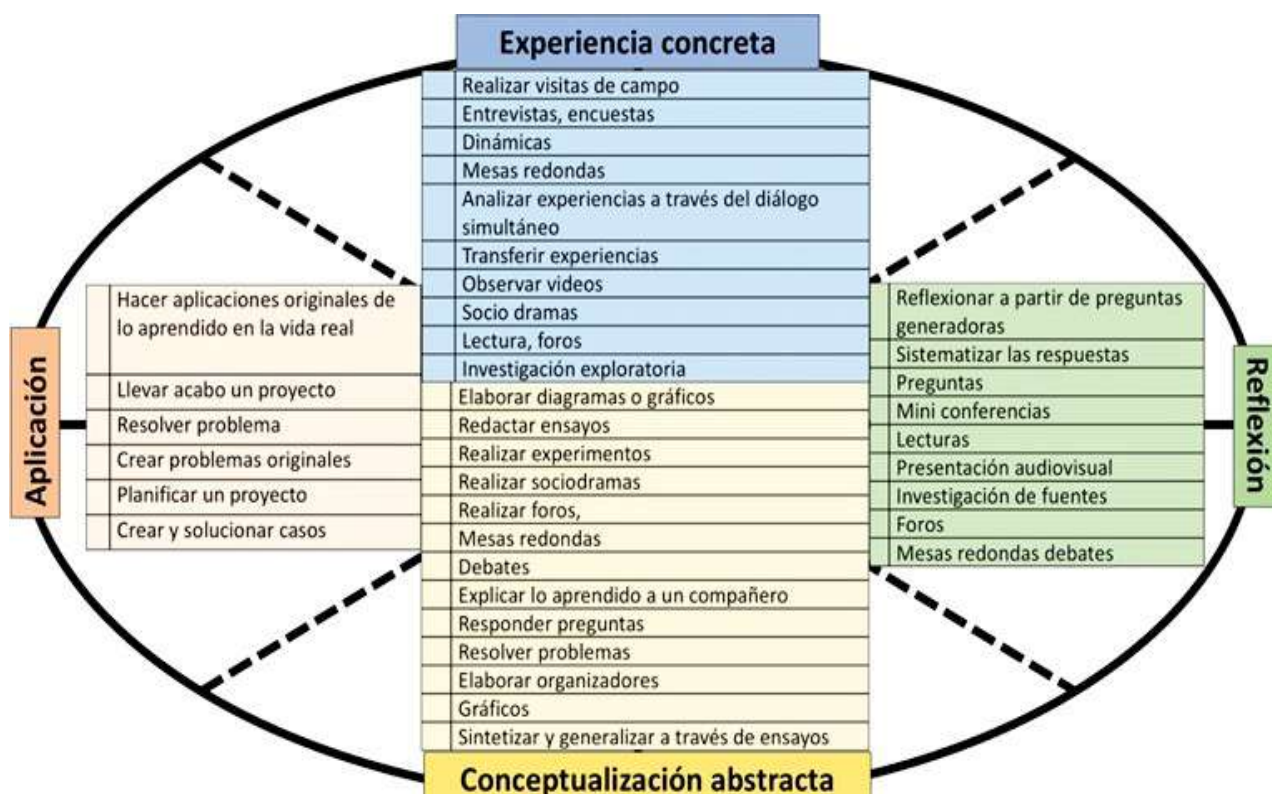 Experiencia concreta
Realizar visitas de campo
Entrevistas, encuestas
Dinámicas
Mesas redondas
Analizar experiencias a través del diálogo
simultáneo
Transferir experiencias
Observar videos
Socio dramas
Lectura, foros
Investigación exploratoria
Aplicación
Hacer aplicaciones originales de
lo aprendido en la vida real
Llevar acabo un proyecto
Resolver problema
Crear problemas originales
Planificar un proyecto
Crear y solucionar casos
Reflexionar a partir de preguntas
generadoras
Sistematizar las respuestas
Preguntas
Mini conferencias
Lecturas
Presentación audiovisual
Investigación de fuentes
Foros
Mesas redondas debates
Reflexión
Elaborar diagramas o gráficos
Redactar ensayos
Realizar experimentos
Realizar sociodramas
Realizar foros,
Mesas redondas
Debates
Explicar lo aprendido a un compañero
Responder preguntas
Resolver problemas
Elaborar organizadores
Gráficos
Sintetizar y generalizar a través de ensayos
Conceptualización abstracta